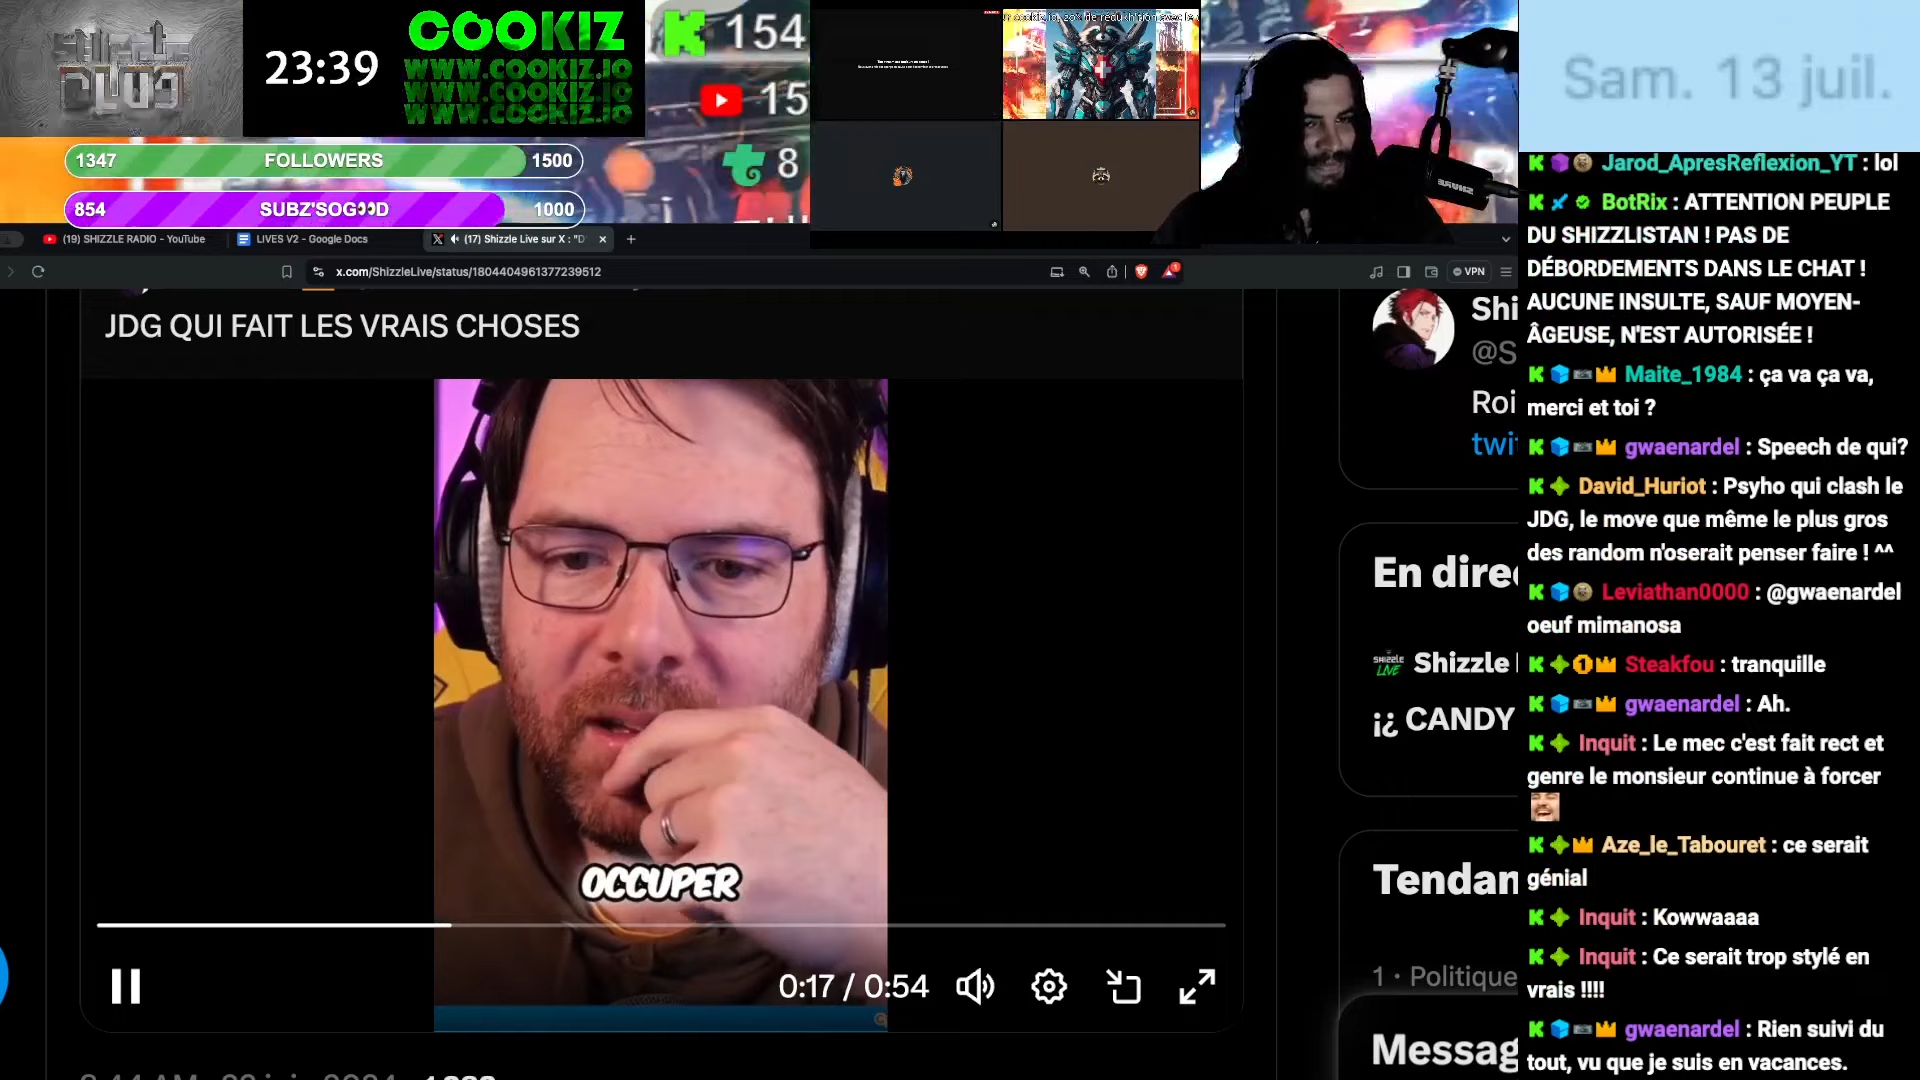 23:39
COOKIZ
WWW.COOKIZ.IO
WWW.COOKIZ.IO
WWW.COOKIZ.IO
154
15
8
1347 FOLLOWERS 1500
854 SUBZ'SOG👀D 1000
Sam. 13 juil.
(19) SHIZZLE RADIO - YouTube
LIVES V2 - Google Docs
(17) Shizzle Live sur X : "D
x.com/ShizzleLive/status/1804404961377239512
VPN
JDG QUI FAIT LES VRAIS CHOSES
OCCUPER
0:17 / 0:54
Shi
@S
Roi
twit
En dire
Shizzle
¡¿ CANDY
Tendan
1 · Politique
Messag
Jarod_ApresReflexion_YT : lol
BotRix : ATTENTION PEUPLE
DU SHIZZLISTAN ! PAS DE
DÉBORDEMENTS DANS LE CHAT !
AUCUNE INSULTE, SAUF MOYEN-
ÂGEUSE, N'EST AUTORISÉE !
Maite_1984 : ça va ça va,
merci et toi ?
gwaenardel : Speech de qui?
David_Huriot : Psyho qui clash le
JDG, le move que même le plus gros
des random n'oserait penser faire ! ^^
Leviathan0000 : @gwaenardel
oeuf mimanosa
Steakfou : tranquille
gwaenardel : Ah.
Inquit : Le mec c'est fait rect et
genre le monsieur continue à forcer
Aze_le_Tabouret : ce serait
génial
Inquit : Kowwaaaa
Inquit : Ce serait trop stylé en
vrais !!!!
gwaenardel : Rien suivi du
tout, vu que je suis en vacances.